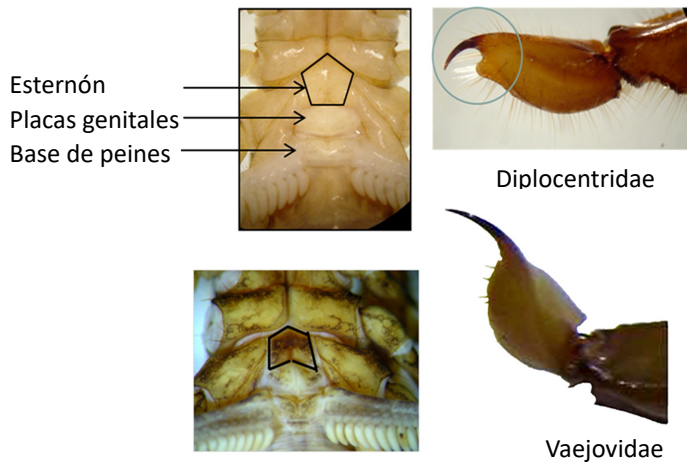 Esternón
Placas genitales
Base de peines
Diplocentridae
Vaejovidae